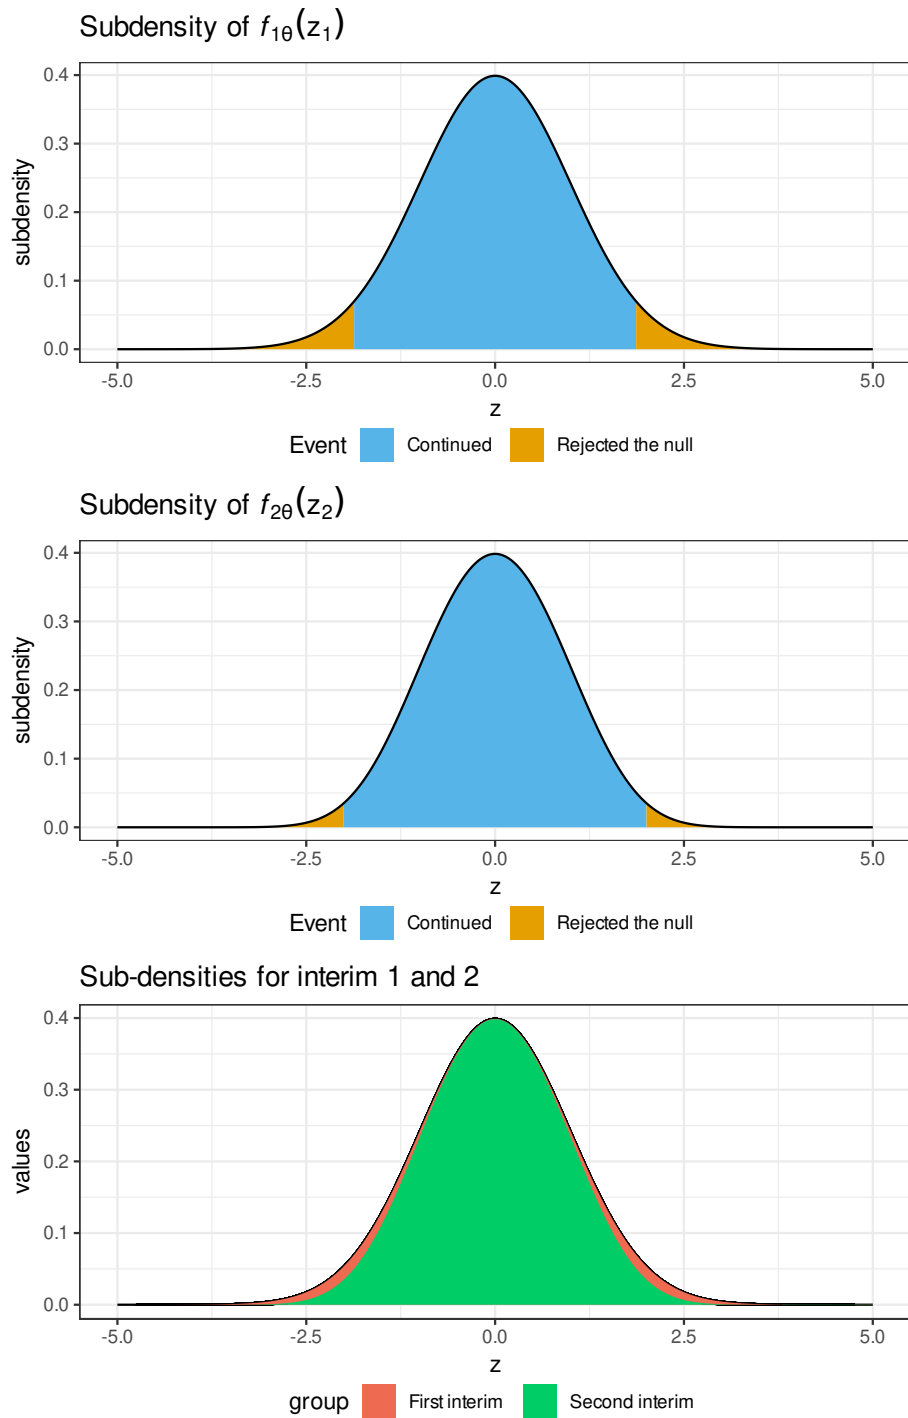 Subdensity of f₁θ(z₁)
subdensity
0.4
0.3
0.2
0.1
0.0
-5.0 -2.5 0.0 2.5 5.0
z
Event Continued Rejected the null
Subdensity of f₂θ(z₂)
subdensity
0.4
0.3
0.2
0.1
0.0
-5.0 -2.5 0.0 2.5 5.0
z
Event Continued Rejected the null
Sub-densities for interim 1 and 2
values
0.4
0.3
0.2
0.1
0.0
-5.0 -2.5 0.0 2.5 5.0
z
group First interim Second interim